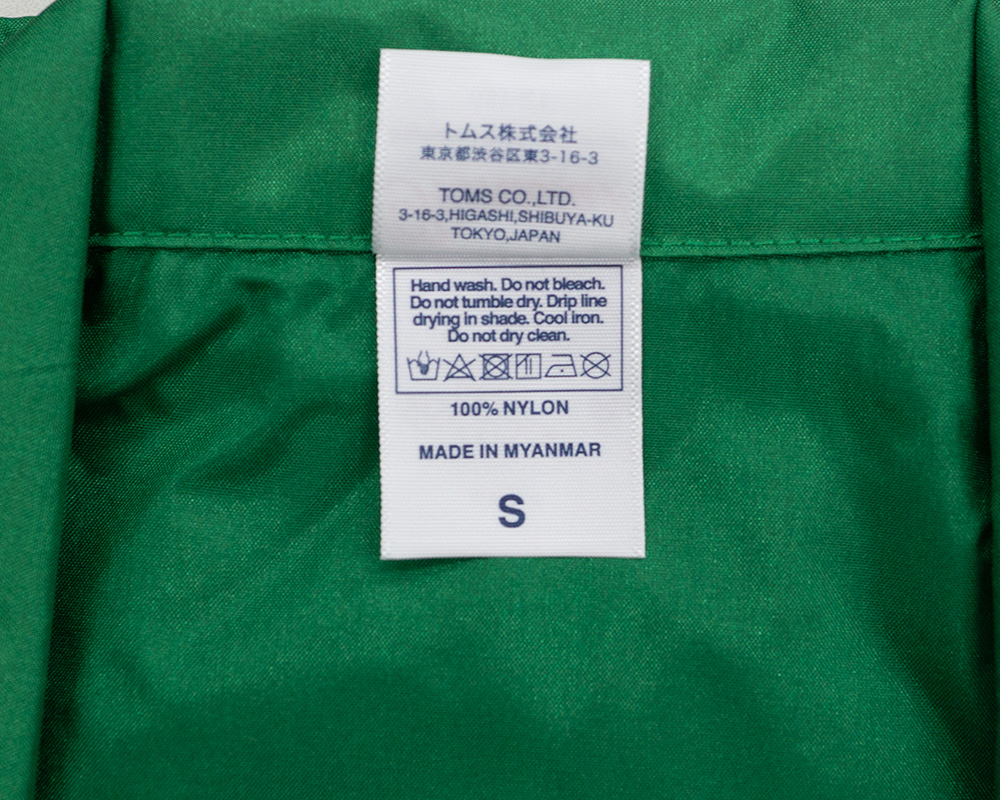 トムス株式会社
東京都渋谷区東3-16-3
TOMS CO.,LTD.
3-16-3,HIGASHI,SHIBUYA-KU
TOKYO,JAPAN
Hand wash. Do not bleach.
Do not tumble dry. Drip line
drying in shade. Cool iron.
Do not dry clean.
100% NYLON
MADE IN MYANMAR
S